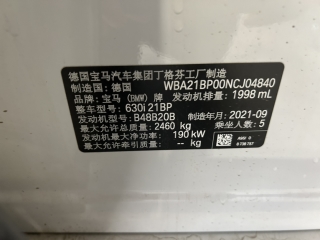 德国宝马汽车集团丁格芬工厂制造
制造国：德国 WBA21BP00NCJ04840
品牌：宝马 (BMW) 牌 发动机排量：1998 mL
车辆型号：630i 21BP
发动机型号：B48B20B 制造年月：2021-09
最大允许总质量：2460 kg 乘坐人数：5
发动机最大净功率：190 kW
最大允许牵引质量：-- kg